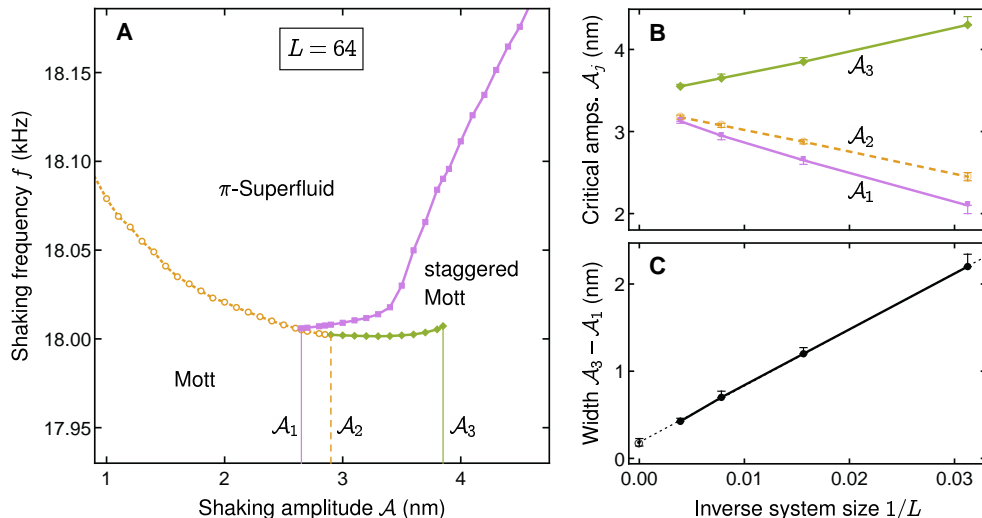 A
L = 64
18.15
18.10
18.05
18.00
17.95
Shaking frequency f (kHz)
π-Superfluid
staggered
Mott
Mott
𝒜₁
𝒜₂
𝒜₃
1
2
3
4
Shaking amplitude 𝒜 (nm)
B
4
3
2
Critical amps. 𝒜ⱼ (nm)
𝒜₃
𝒜₂
𝒜₁
C
2
1
0
Width 𝒜₃ − 𝒜₁ (nm)
0.00
0.01
0.02
0.03
Inverse system size 1/L